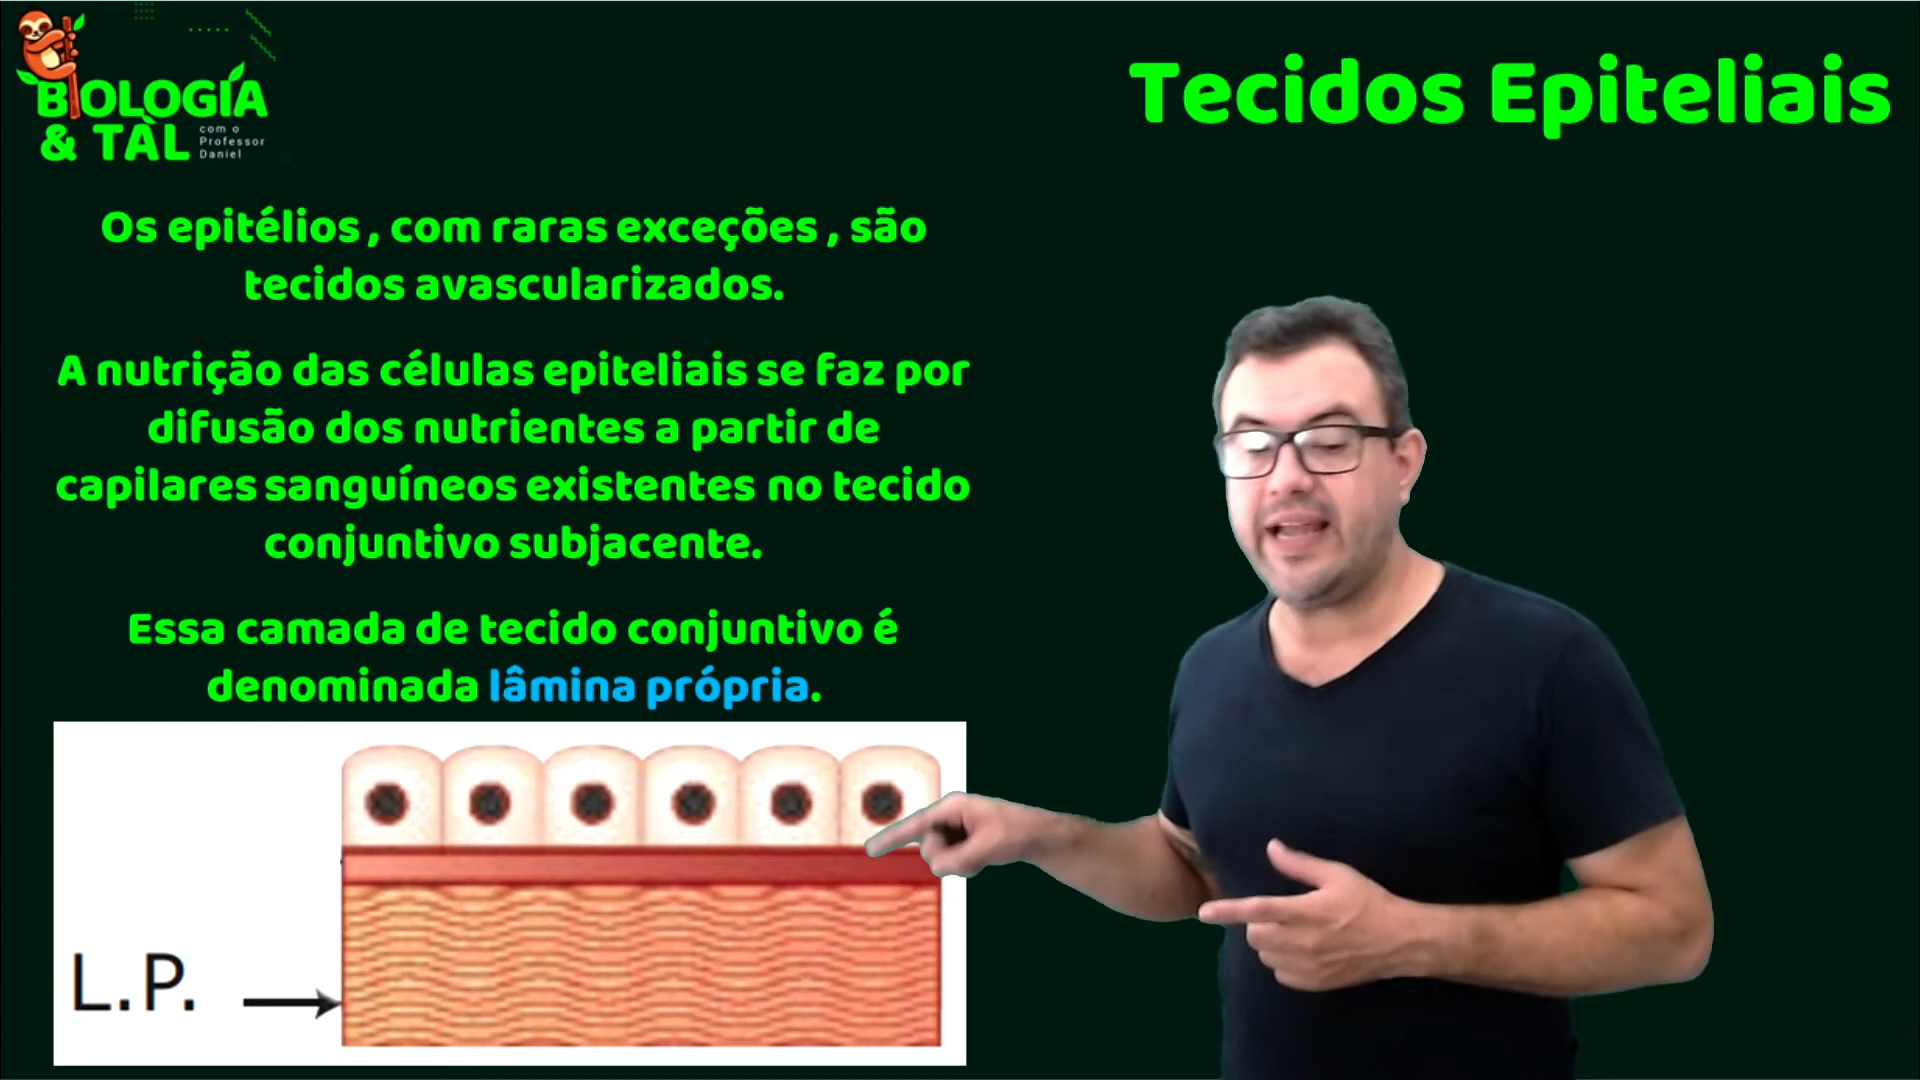 BIOLOGIA
& TAL
com o
Professor
Daniel
Tecidos Epiteliais
Os epitélios , com raras exceções , são
tecidos avascularizados.
A nutrição das células epiteliais se faz por
difusão dos nutrientes a partir de
capilares sanguíneos existentes no tecido
conjuntivo subjacente.
Essa camada de tecido conjuntivo é
denominada lâmina própria.
L.P.